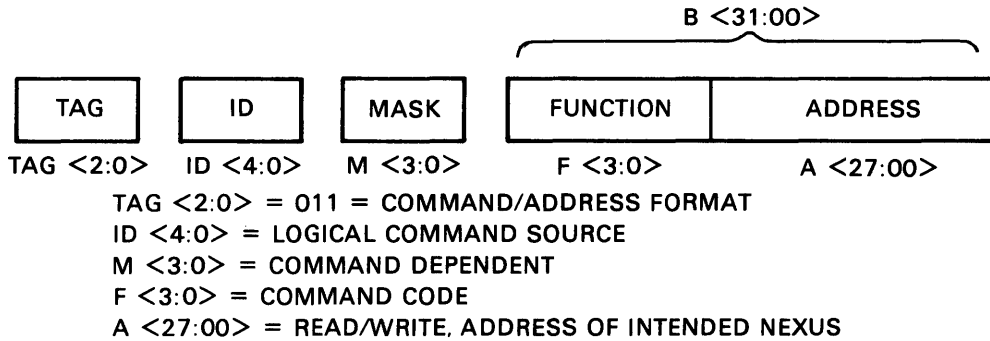 B <31:00>
TAG ID MASK FUNCTION ADDRESS
TAG <2:0> ID <4:0> M <3:0> F <3:0> A <27:00>
TAG <2:0> = 011 = COMMAND/ADDRESS FORMAT
ID <4:0> = LOGICAL COMMAND SOURCE
M <3:0> = COMMAND DEPENDENT
F <3:0> = COMMAND CODE
A <27:00> = READ/WRITE, ADDRESS OF INTENDED NEXUS